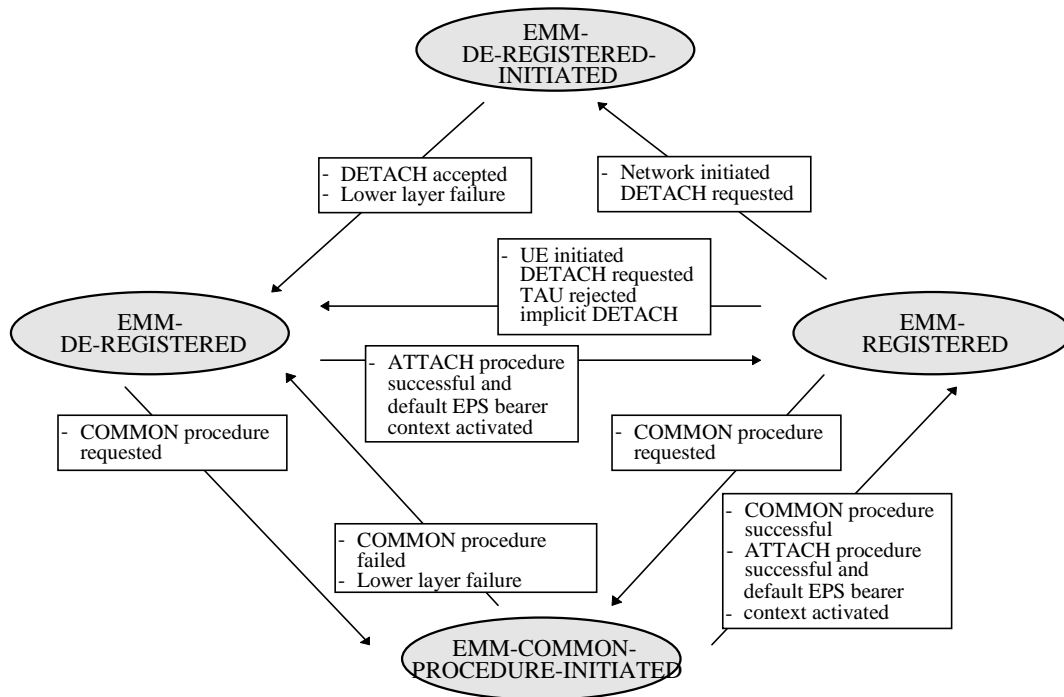 EMM-
DE-REGISTERED-
INITIATED
- DETACH accepted
- Lower layer failure
- Network initiated
DETACH requested
- UE initiated
DETACH requested
TAU rejected
implicit DETACH
EMM-
DE-REGISTERED
EMM-
REGISTERED
- ATTACH procedure
successful and
default EPS bearer
context activated
- COMMON procedure
requested
- COMMON procedure
requested
- COMMON procedure
failed
- Lower layer failure
- COMMON procedure
successful
- ATTACH procedure
successful and
default EPS bearer
- context activated
EMM-COMMON-
PROCEDURE-INITIATED